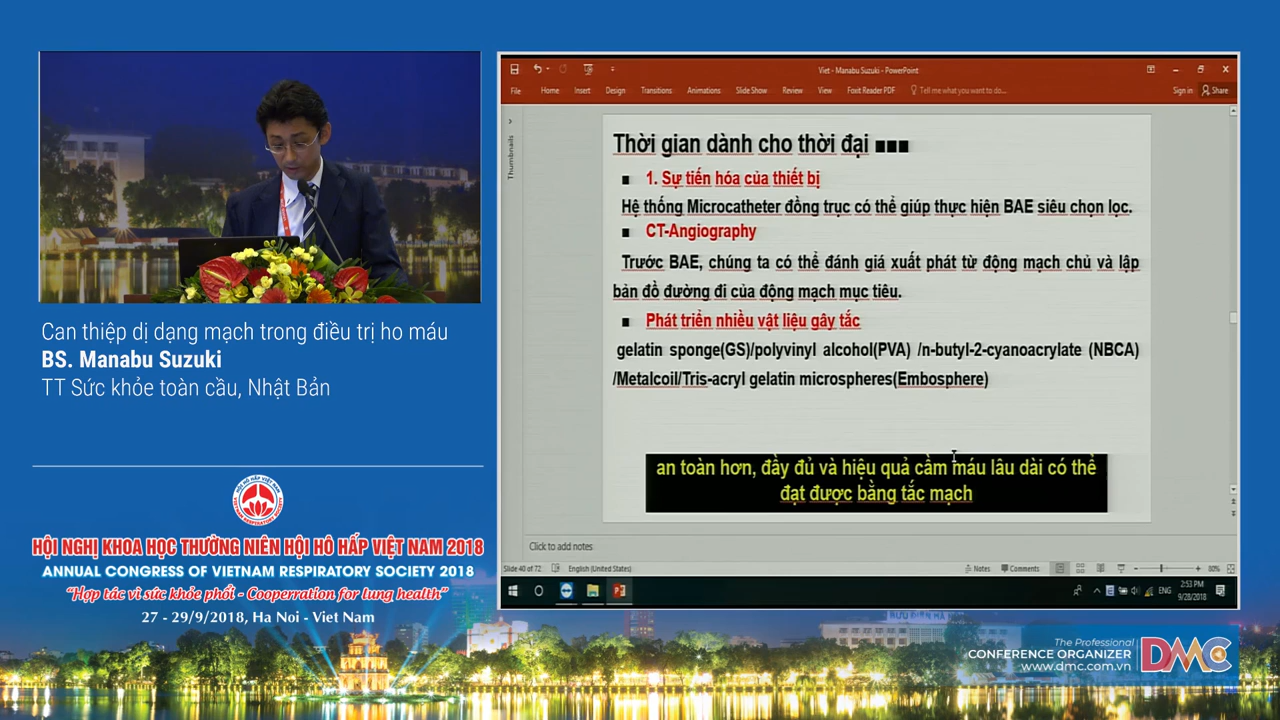 Viet - Manabu Suzuki - PowerPoint
File Home Insert Design Transitions Animations Slide Show Review View Foxit Reader PDF Tell me what you want to do... Sign in Share
Thumbnails
Thời gian dành cho thời đại ■■■
■ 1. Sự tiến hóa của thiết bị
Hệ thống Microcatheter đồng trục có thể giúp thực hiện BAE siêu chọn lọc.
■ CT-Angiography
Trước BAE, chúng ta có thể đánh giá xuất phát từ động mạch chủ và lập
bản đồ đường đi của động mạch mục tiêu.
■ Phát triển nhiều vật liệu gây tắc
gelatin sponge(GS)/polyvinyl alcohol(PVA) /n-butyl-2-cyanoacrylate (NBCA)
/Metalcoil/Tris-acryl gelatin microspheres(Embosphere)
an toàn hơn, đầy đủ và hiệu quả cầm máu lâu dài có thể
đạt được bằng tắc mạch
Click to add notes
Slide 40 of 72 English (United States) Notes Comments 80%
ENG 2:53 PM
9/28/2018
Can thiệp dị dạng mạch trong điều trị ho máu
BS. Manabu Suzuki
TT Sức khỏe toàn cầu, Nhật Bản
HỘI NGHỊ KHOA HỌC THƯỜNG NIÊN HỘI HÔ HẤP VIỆT NAM 2018
ANNUAL CONGRESS OF VIETNAM RESPIRATORY SOCIETY 2018
“Hợp tác vì sức khỏe phổi - Cooperration for lung health”
27 - 29/9/2018, Ha Noi - Viet Nam
The Professional
CONFERENCE ORGANIZER
www.dmc.com.vn
DMC